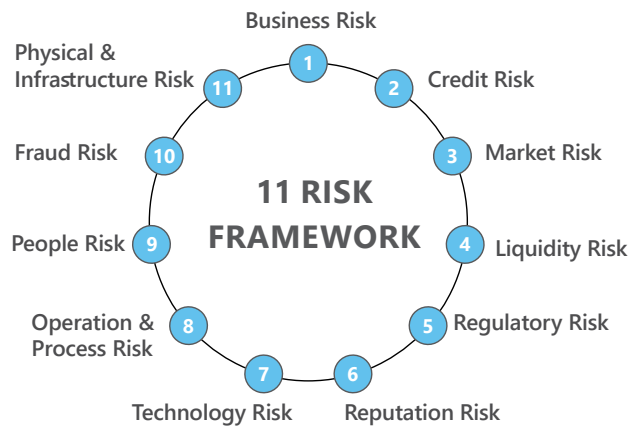 Business Risk
1
Credit Risk
2
Market Risk
3
Liquidity Risk
4
Regulatory Risk
5
Reputation Risk
6
Technology Risk
7
Operation &
Process Risk
8
People Risk
9
Fraud Risk
10
Physical &
Infrastructure Risk
11
11 RISK
FRAMEWORK